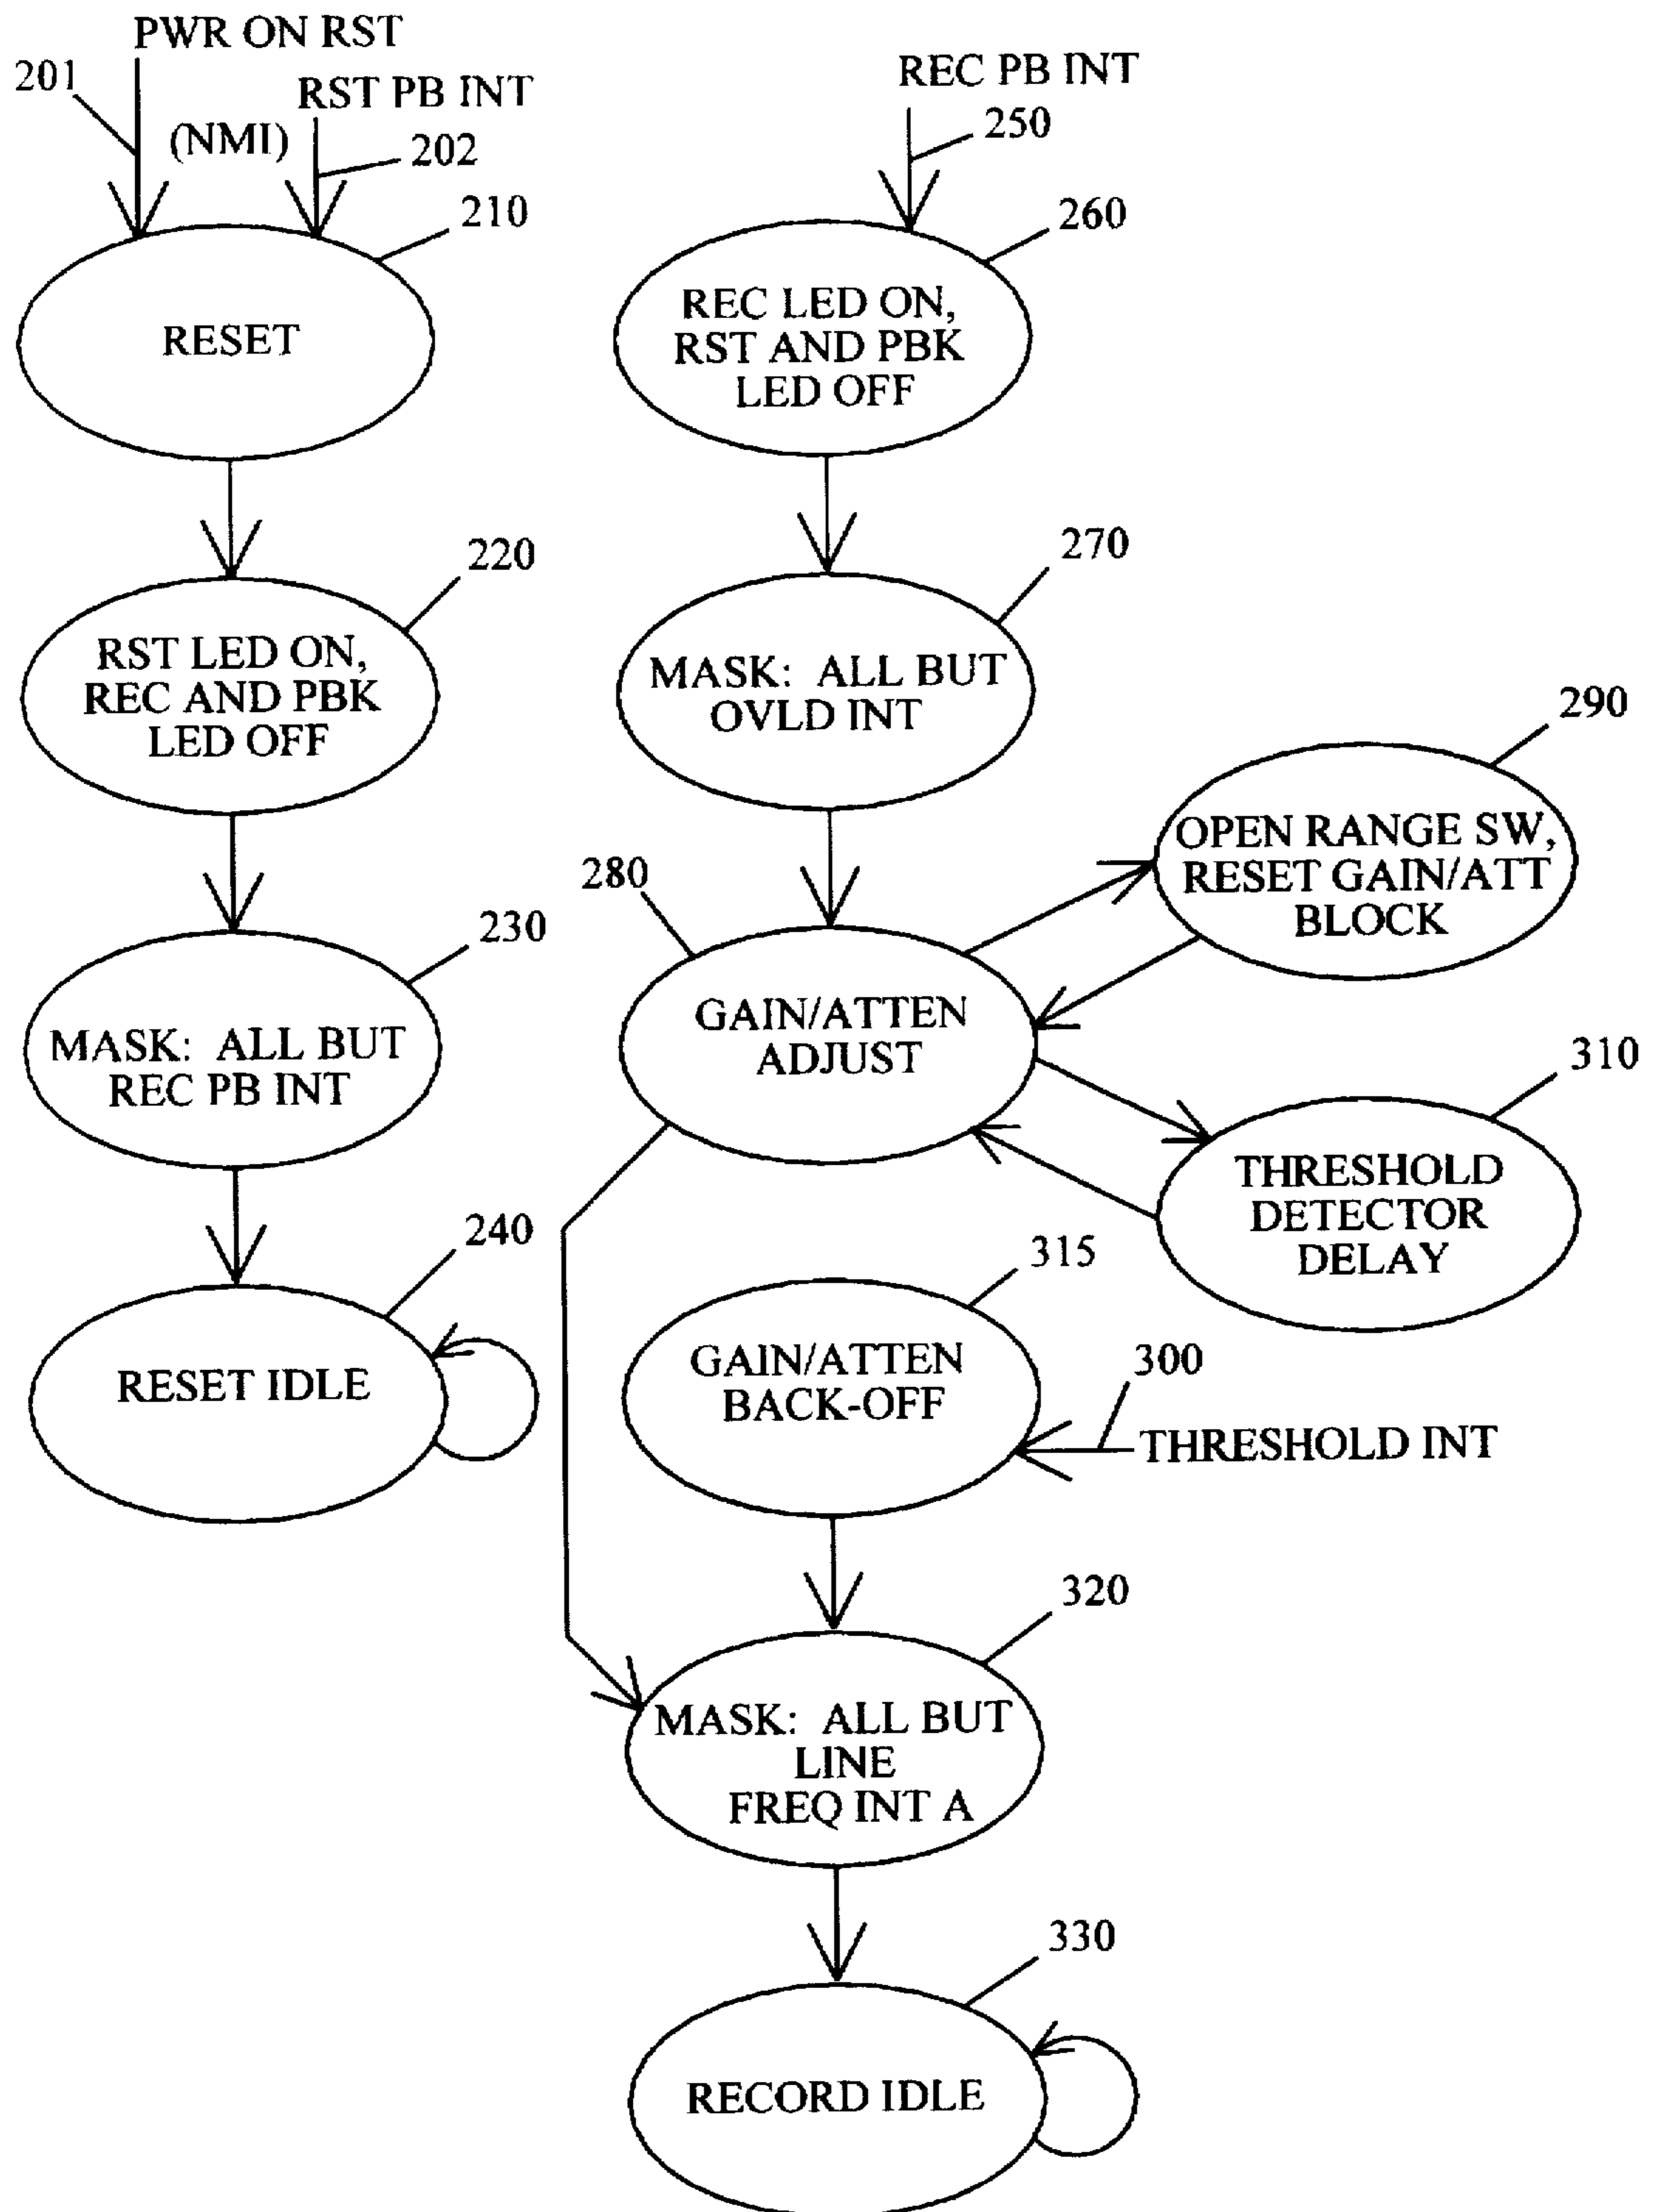 PWR ON RST
201
RST PB INT
(NMI)
202
210
RESET
220
RST LED ON,
REC AND PBK
LED OFF
230
MASK: ALL BUT
REC PB INT
240
RESET IDLE
REC PB INT
250
260
REC LED ON,
RST AND PBK
LED OFF
270
MASK: ALL BUT
OVLD INT
280
GAIN/ATTEN
ADJUST
290
OPEN RANGE SW,
RESET GAIN/ATT
BLOCK
310
THRESHOLD
DETECTOR
DELAY
315
GAIN/ATTEN
BACK-OFF
300
THRESHOLD INT
320
MASK: ALL BUT
LINE
FREQ INT A
330
RECORD IDLE